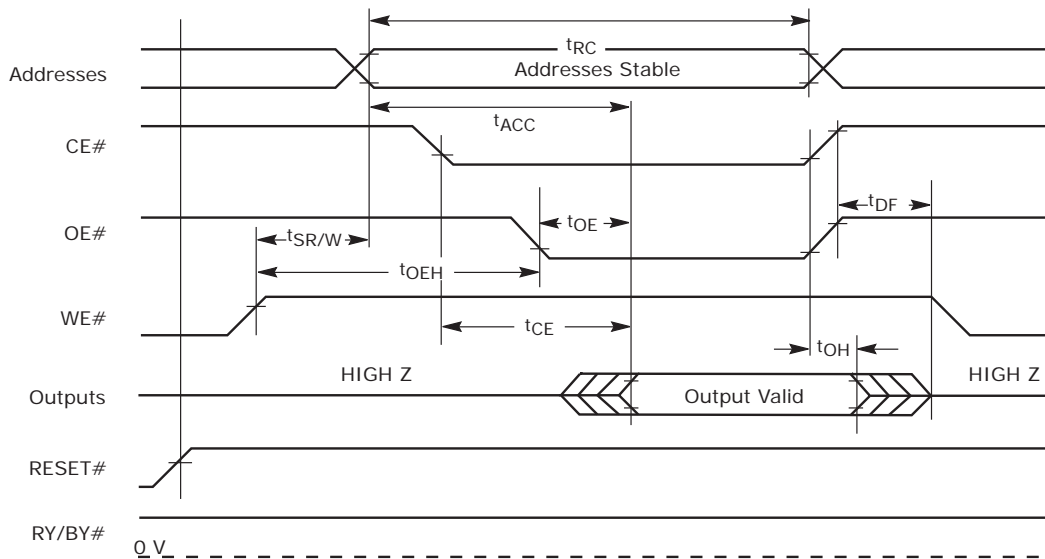 tRC
Addresses
Addresses Stable
tACC
CE#
tDF
OE#
tOE
tSR/W
tOEH
WE#
tCE
tOH
HIGH Z
HIGH Z
Outputs
Output Valid
RESET#
RY/BY#
0 V